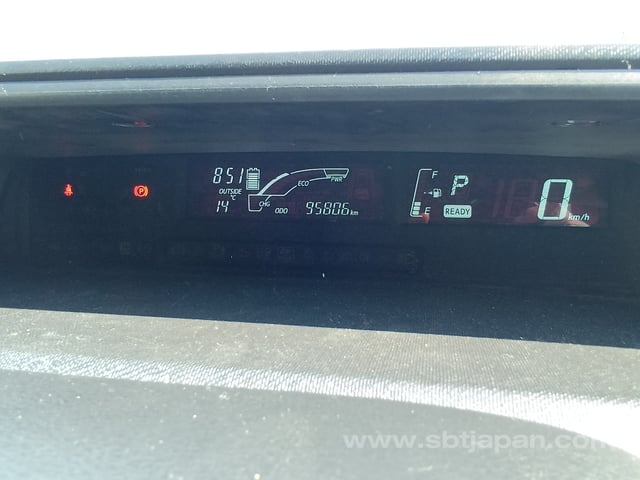 851
OUTSIDE
14 °C
CHG
ECO
PWR
ODO 95806 km
F
E
P
READY
0 km/h
www.sbtjapan.com